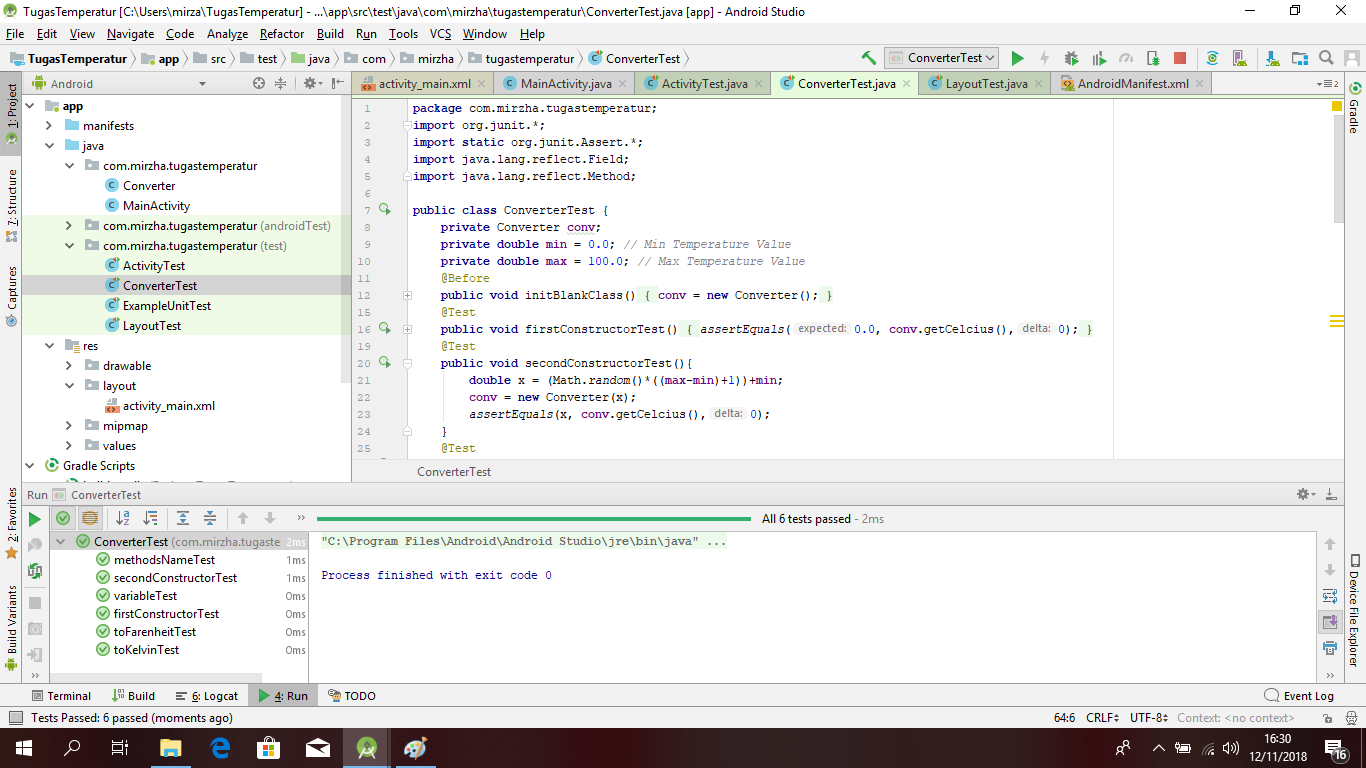 TugasTemperatur [C:\Users\mirza\TugasTemperatur] - ...\app\src\test\java\com\mirzha\tugastemperatur\ConverterTest.java [app] - Android Studio
File Edit View Navigate Code Analyze Refactor Build Run Tools VCS Window Help
TugasTemperatur app src test java com mirzha tugastemperatur ConverterTest ConverterTest
Android activity_main.xml MainActivity.java ActivityTest.java ConverterTest.java LayoutTest.java AndroidManifest.xml 2
1: Project
7: Structure
Captures
2: Favorites
Build Variants
app
manifests
java
com.mirzha.tugastemperatur
Converter
MainActivity
com.mirzha.tugastemperatur (androidTest)
com.mirzha.tugastemperatur (test)
ActivityTest
ConverterTest
ExampleUnitTest
LayoutTest
res
drawable
layout
activity_main.xml
mipmap
values
Gradle Scripts
1 package com.mirzha.tugastemperatur;
2 import org.junit.*;
3 import static org.junit.Assert.*;
4 import java.lang.reflect.Field;
5 import java.lang.reflect.Method;
6
7 public class ConverterTest {
8 private Converter conv;
9 private double min = 0.0; // Min Temperature Value
10 private double max = 100.0; // Max Temperature Value
11 @Before
12 public void initBlankClass() { conv = new Converter(); }
15 @Test
16 public void firstConstructorTest() { assertEquals( expected: 0.0, conv.getCelcius(), delta: 0); }
19 @Test
20 public void secondConstructorTest(){
21 double x = (Math.random()*((max-min)+1))+min;
22 conv = new Converter(x);
23 assertEquals(x, conv.getCelcius(), delta: 0);
24 }
25 @Test
ConverterTest
Gradle
Device File Explorer
Run ConverterTest
All 6 tests passed - 2ms
ConverterTest (com.mirzha.tugaste 2ms
methodsNameTest 1ms
secondConstructorTest 1ms
variableTest 0ms
firstConstructorTest 0ms
toFarenheitTest 0ms
toKelvinTest 0ms
"C:\Program Files\Android\Android Studio\jre\bin\java" ...
Process finished with exit code 0
Terminal Build 6: Logcat 4: Run TODO Event Log
Tests Passed: 6 passed (moments ago) 64:6 CRLF UTF-8 Context: <no context>
16:30
12/11/2018
16